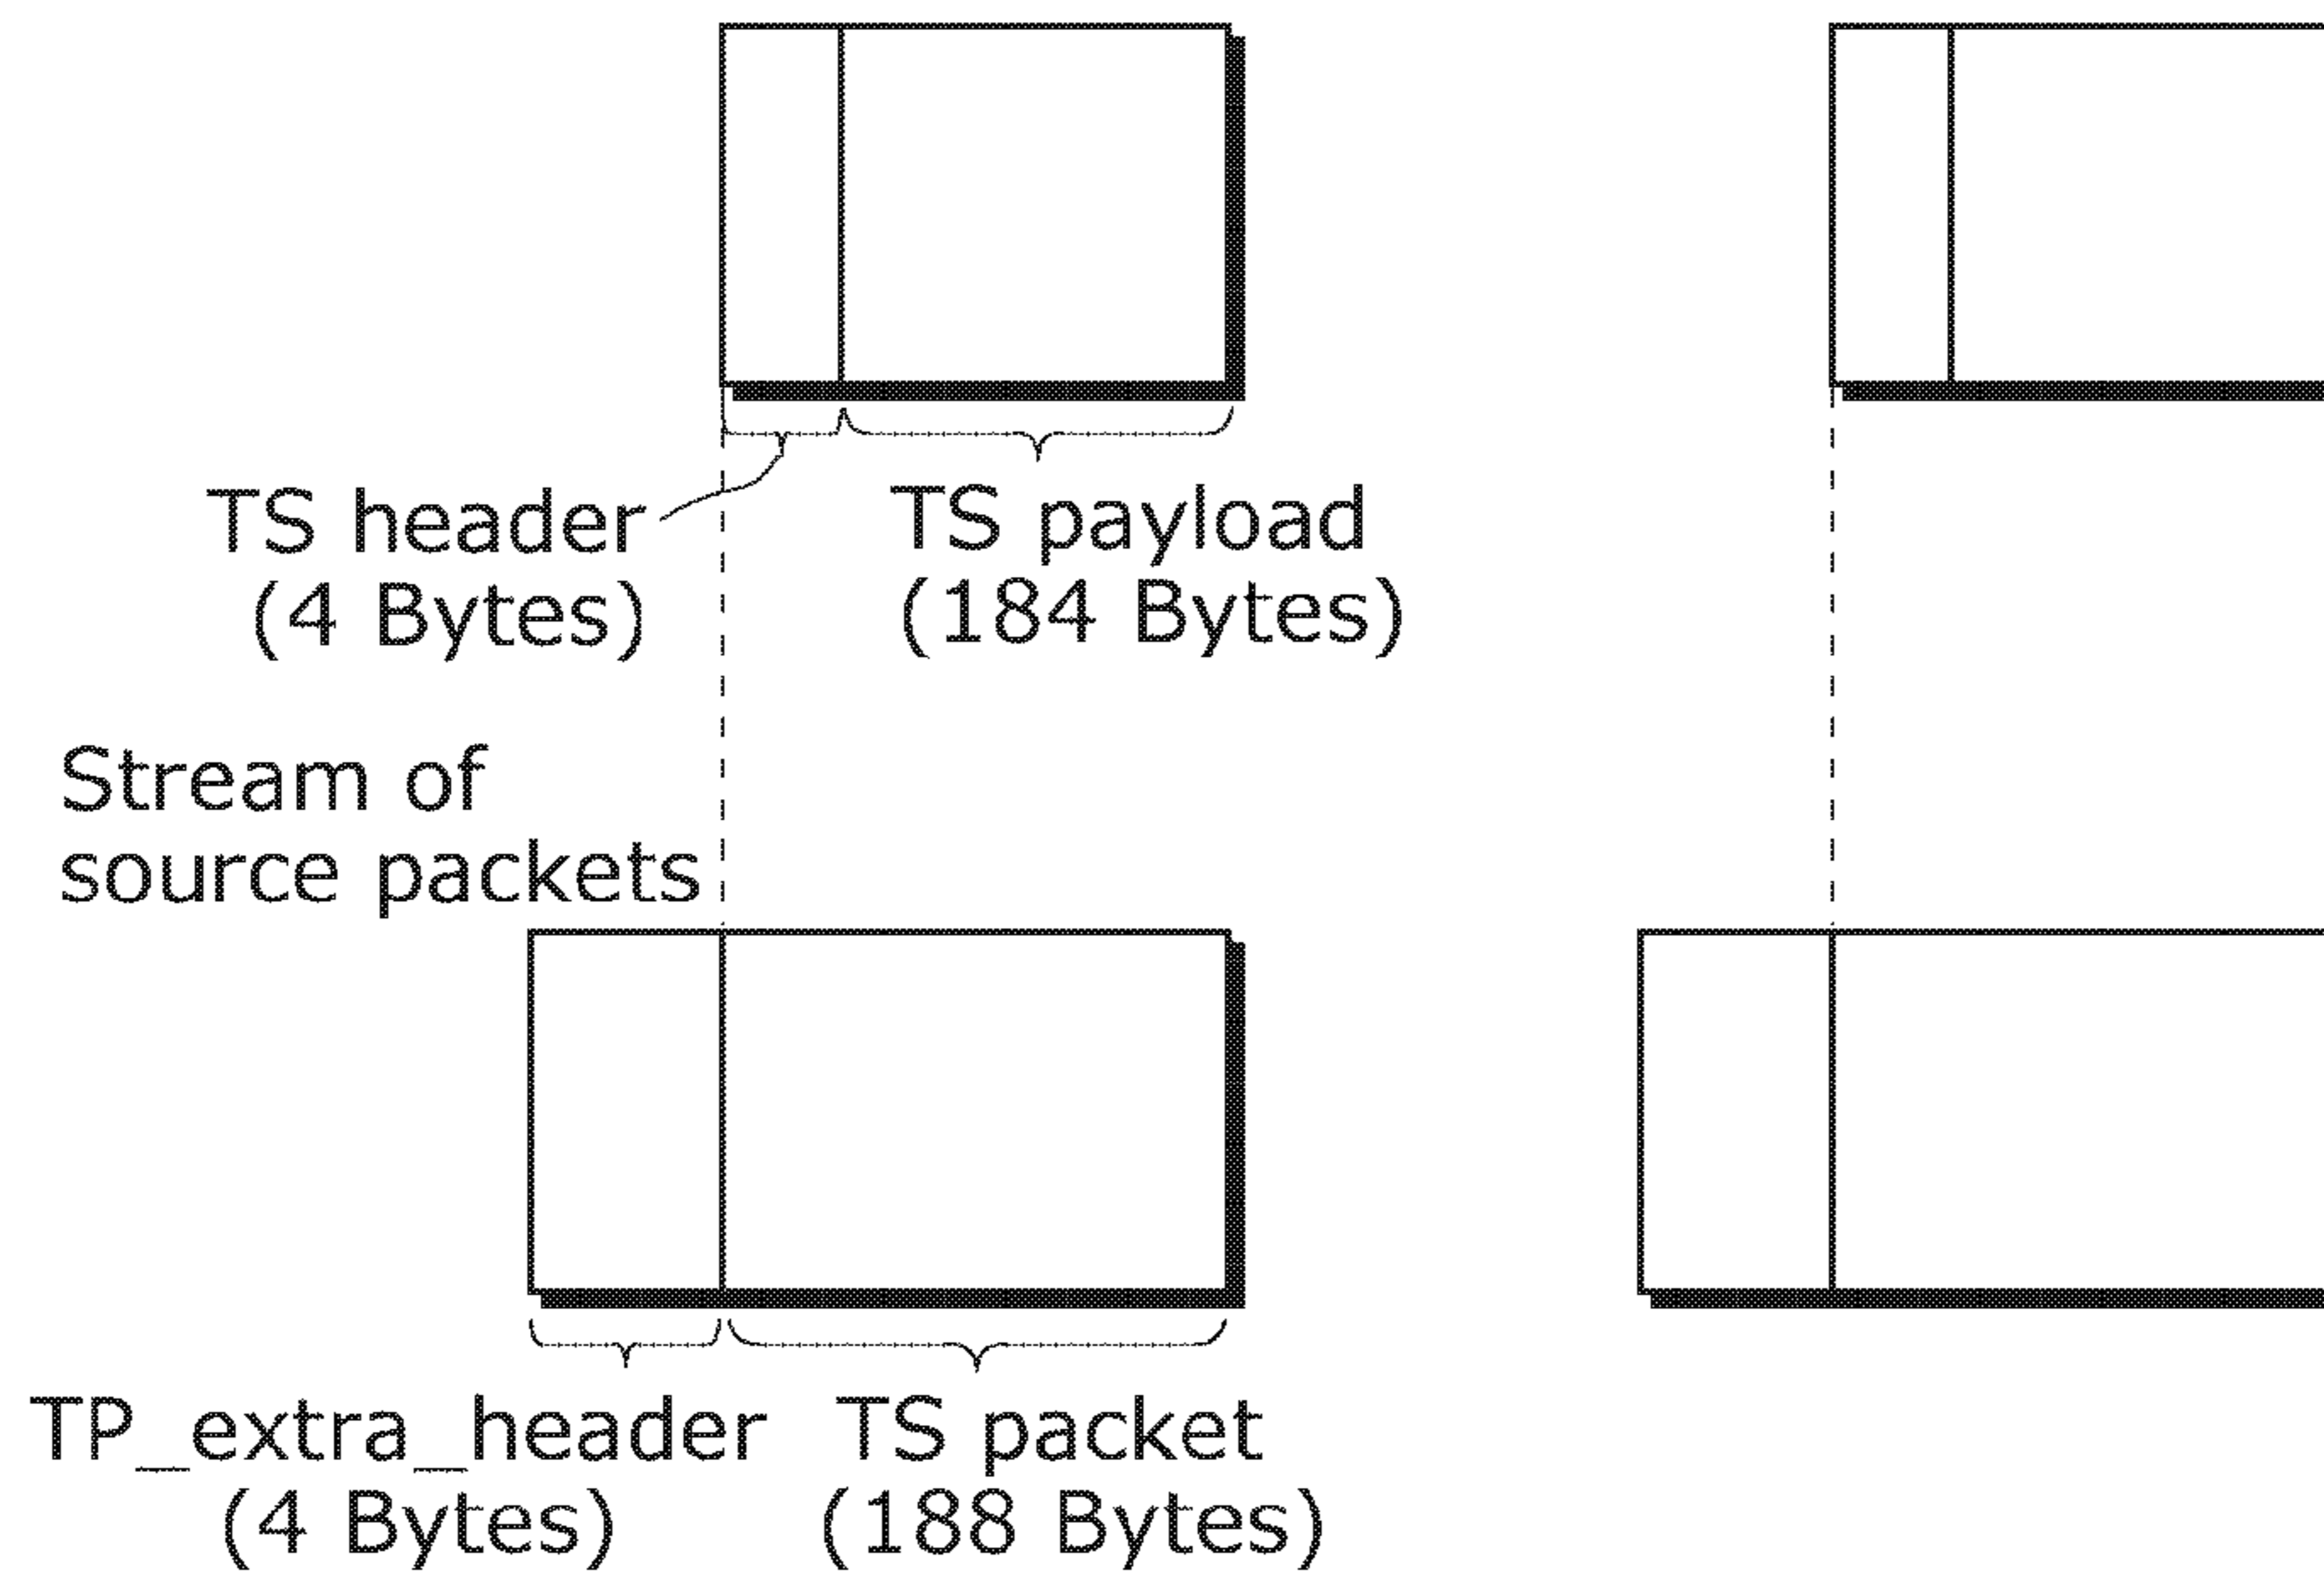 TS header
(4 Bytes)
TS payload
(184 Bytes)
Stream of
source packets
TP_extra_header
(4 Bytes)
TS packet
(188 Bytes)